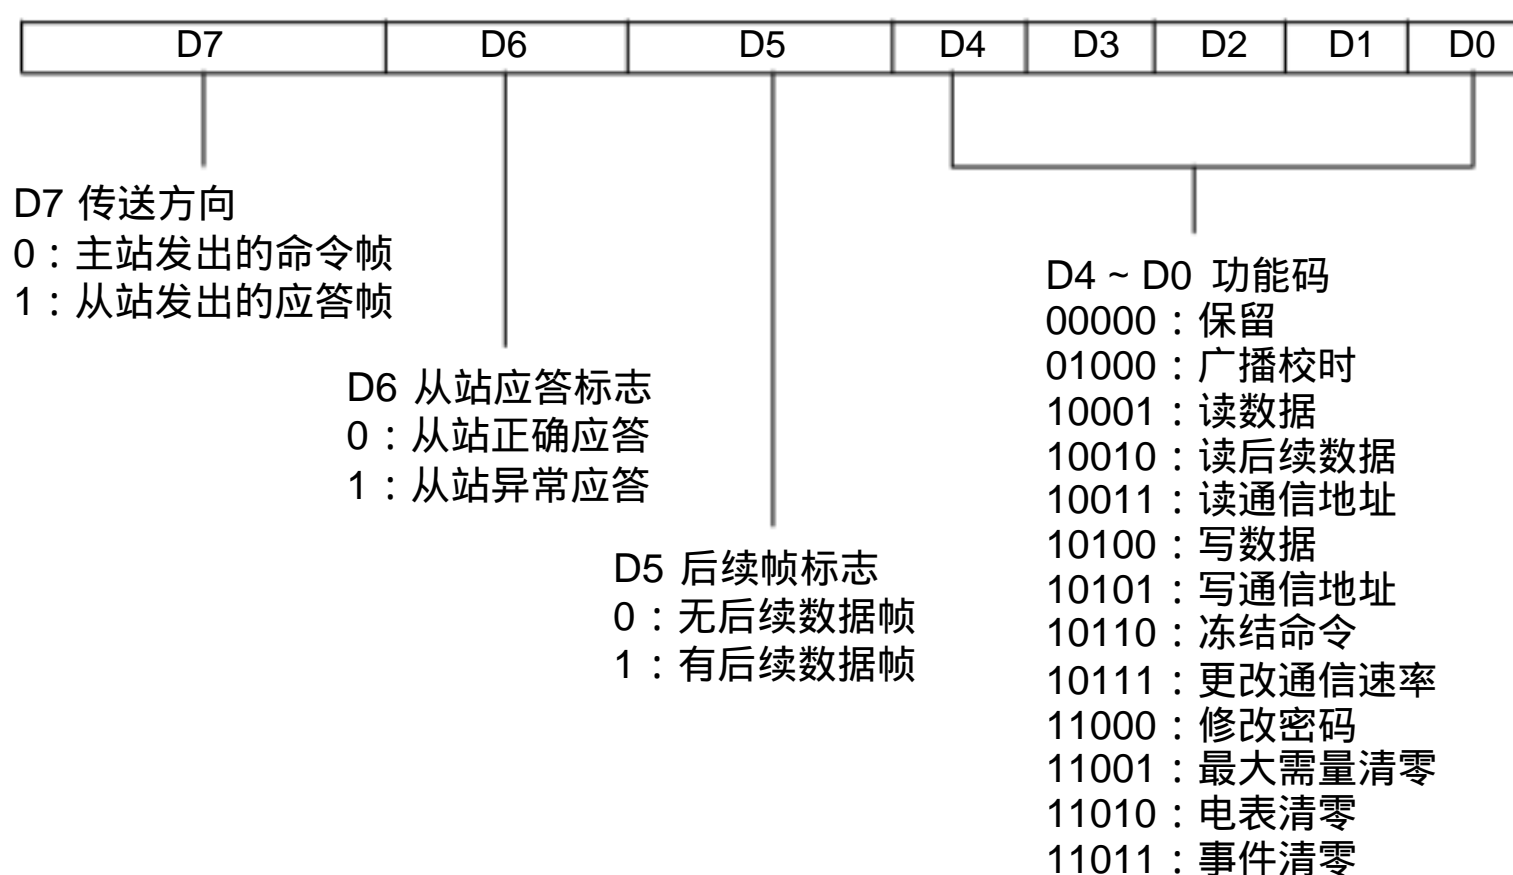 D7 D6 D5 D4 D3 D2 D1 D0
D7 传送方向
0：主站发出的命令帧
1：从站发出的应答帧
D6 从站应答标志
0：从站正确应答
1：从站异常应答
D5 后续帧标志
0：无后续数据帧
1：有后续数据帧
D4 ~ D0 功能码
00000：保留
01000：广播校时
10001：读数据
10010：读后续数据
10011：读通信地址
10100：写数据
10101：写通信地址
10110：冻结命令
10111：更改通信速率
11000：修改密码
11001：最大需量清零
11010：电表清零
11011：事件清零